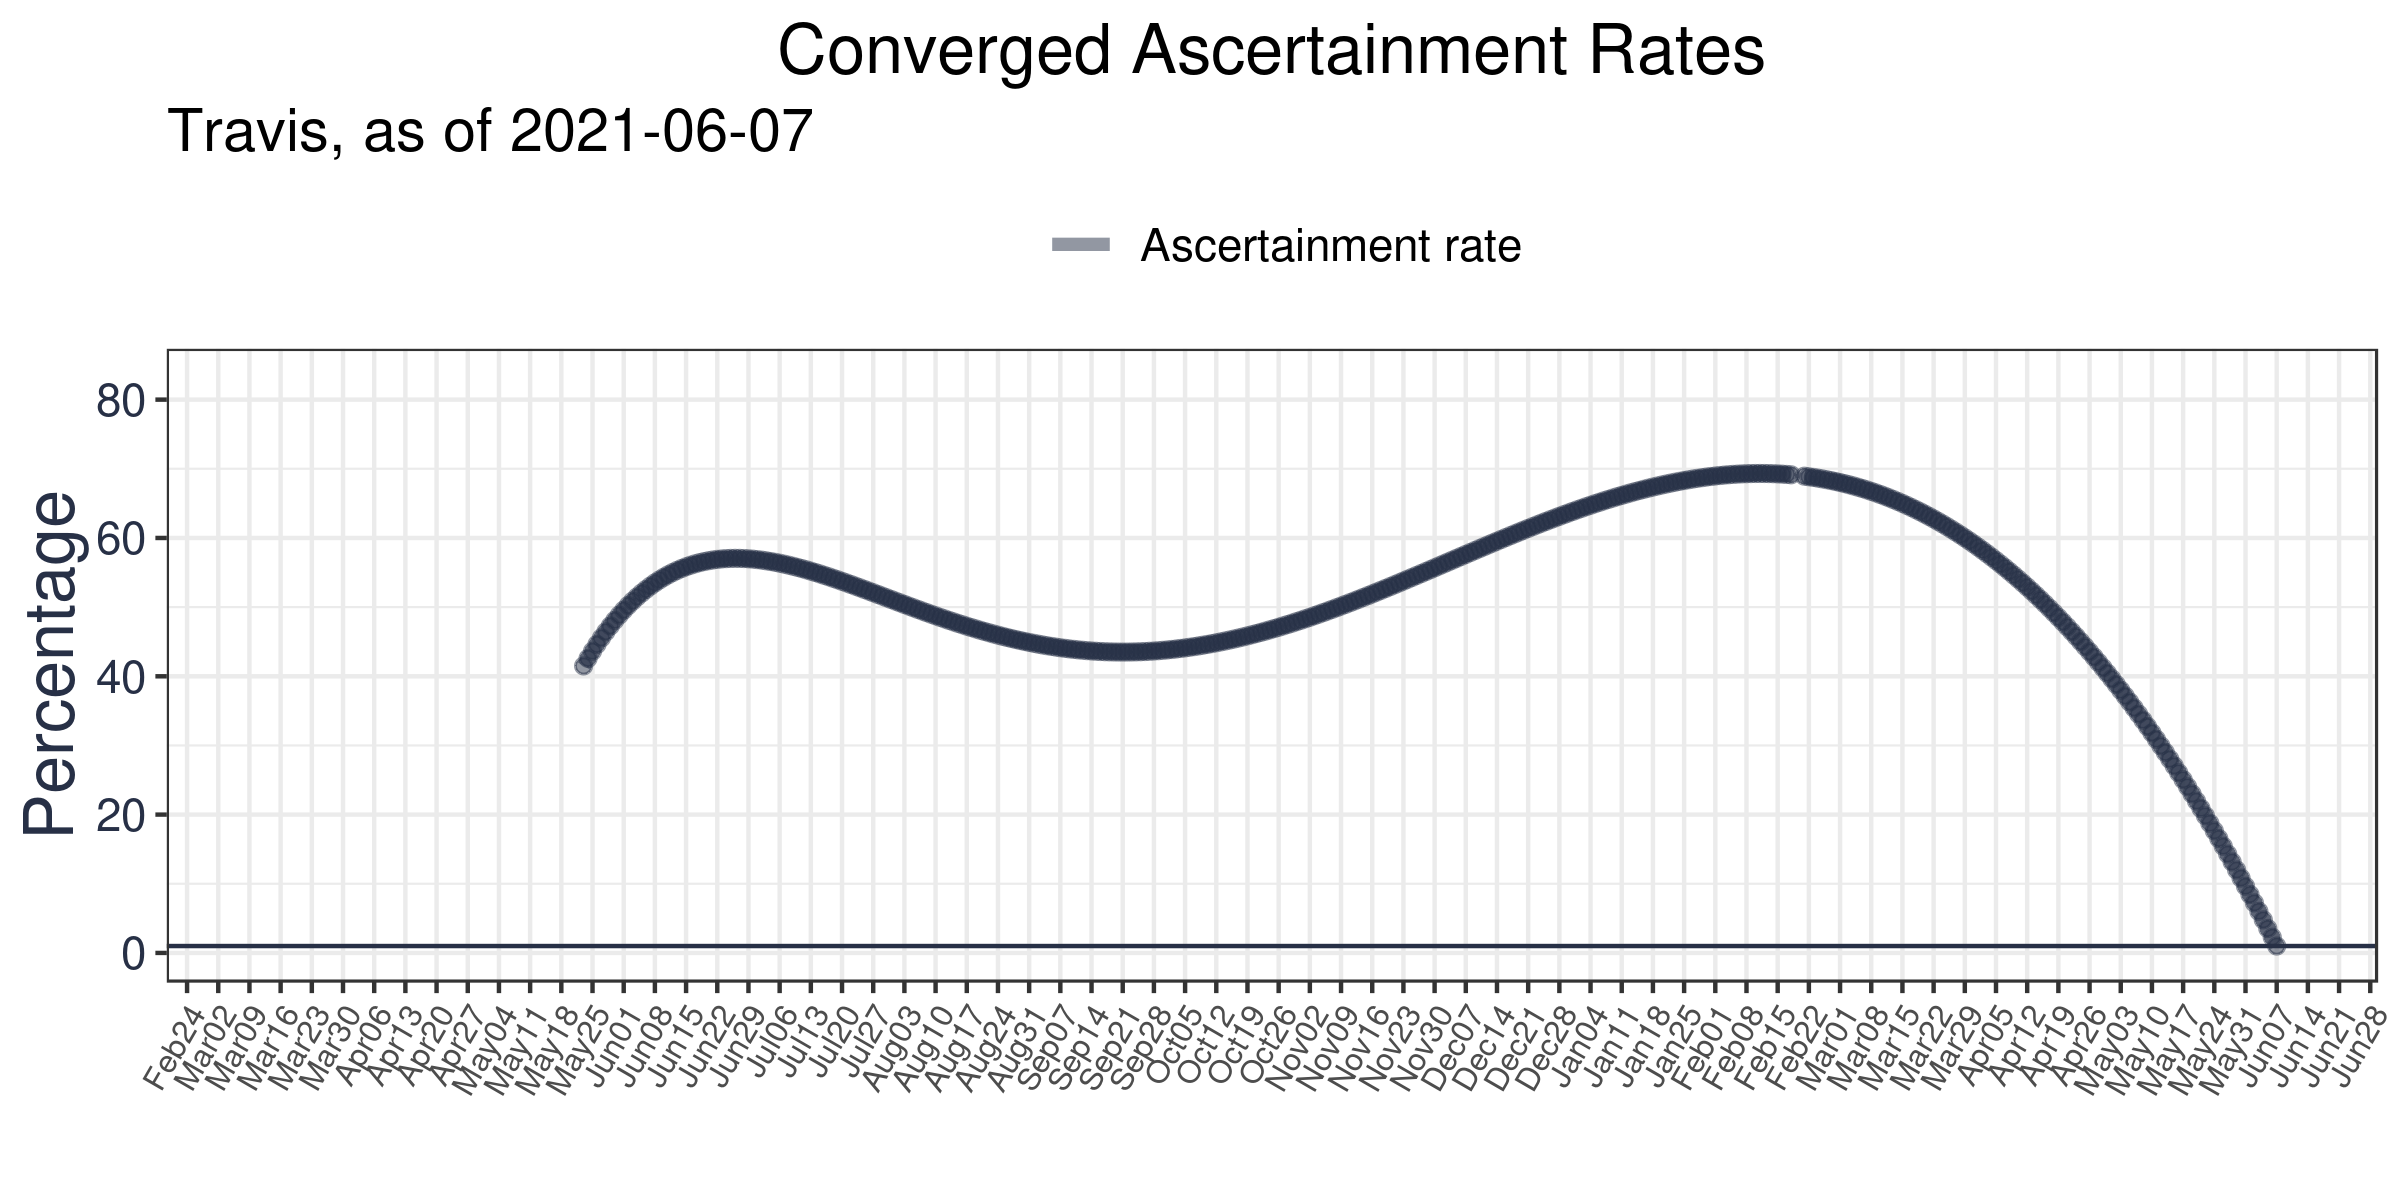 Converged Ascertainment Rates
Travis, as of 2021-06-07
Ascertainment rate
Percentage
80
60
40
20
0
Feb24
Mar02
Mar09
Mar16
Mar23
Mar30
Apr06
Apr13
Apr20
Apr27
May04
May11
May18
May25
Jun01
Jun08
Jun15
Jun22
Jun29
Jul06
Jul13
Jul20
Jul27
Aug03
Aug10
Aug17
Aug24
Aug31
Sep07
Sep14
Sep21
Sep28
Oct05
Oct12
Oct19
Oct26
Nov02
Nov09
Nov16
Nov23
Nov30
Dec07
Dec14
Dec21
Dec28
Jan04
Jan11
Jan18
Jan25
Feb01
Feb08
Feb15
Feb22
Mar01
Mar08
Mar15
Mar22
Mar29
Apr05
Apr12
Apr19
Apr26
May03
May10
May17
May24
May31
Jun07
Jun14
Jun21
Jun28